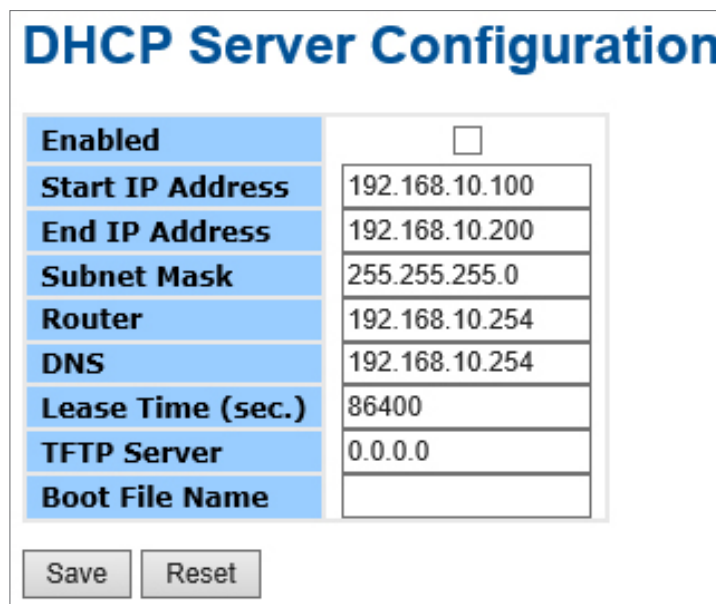 DHCP Server Configuration
Enabled
Start IP Address 192.168.10.100
End IP Address 192.168.10.200
Subnet Mask 255.255.255.0
Router 192.168.10.254
DNS 192.168.10.254
Lease Time (sec.) 86400
TFTP Server 0.0.0.0
Boot File Name
Save Reset